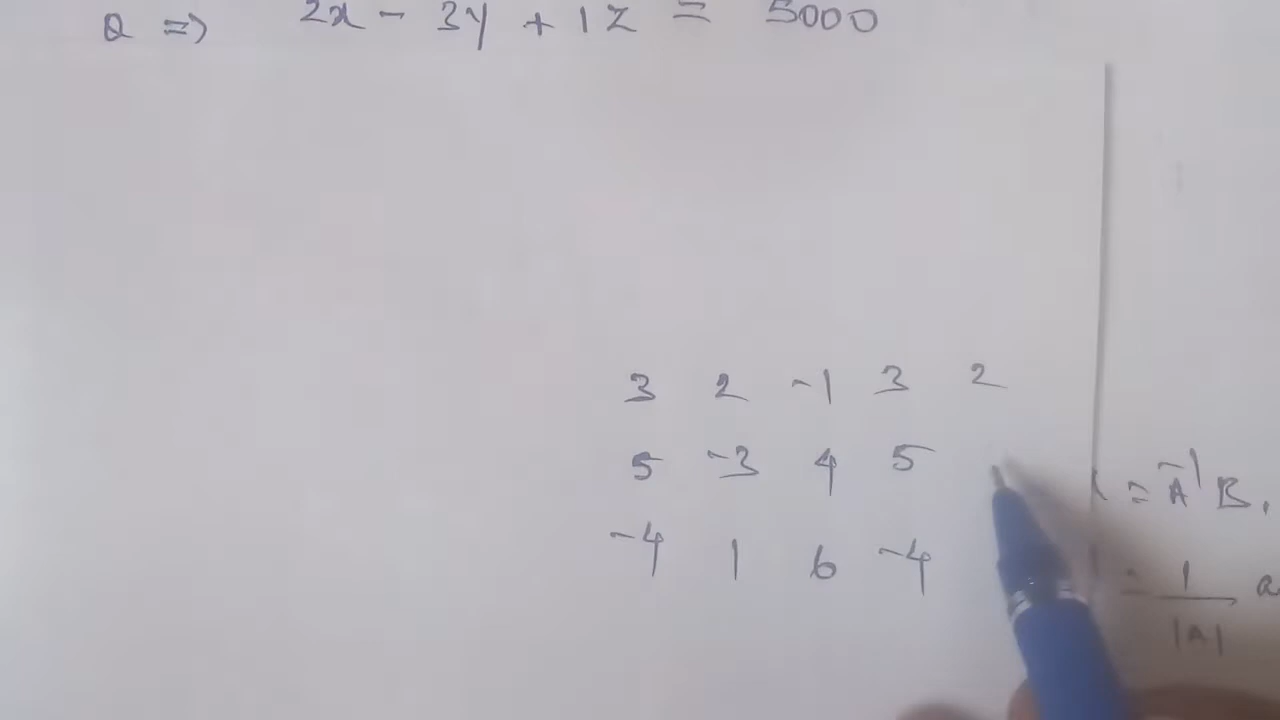 Q ⇒ 2x - 3y + 1z = 5000
3 2 -1 3 2
5 -3 4 5
-4 1 6 -4
= A⁻¹ B.
= 1/|A| a